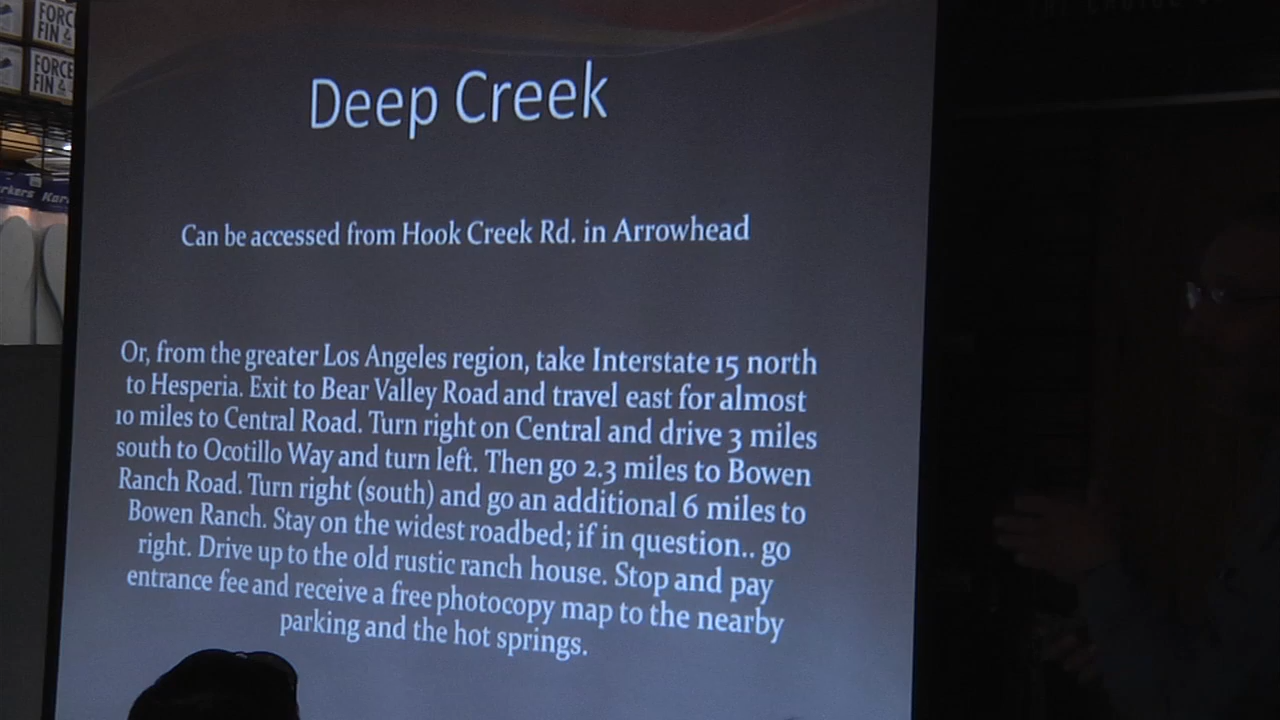 FORCE
FIN &
FORCE
FIN &
Karkers
Deep Creek
Can be accessed from Hook Creek Rd. in Arrowhead
Or, from the greater Los Angeles region, take Interstate 15 north
to Hesperia. Exit to Bear Valley Road and travel east for almost
10 miles to Central Road. Turn right on Central and drive 3 miles
south to Ocotillo Way and turn left. Then go 2.3 miles to Bowen
Ranch Road. Turn right (south) and go an additional 6 miles to
Bowen Ranch. Stay on the widest roadbed; if in question.. go
right. Drive up to the old rustic ranch house. Stop and pay
entrance fee and receive a free photocopy map to the nearby
parking and the hot springs.